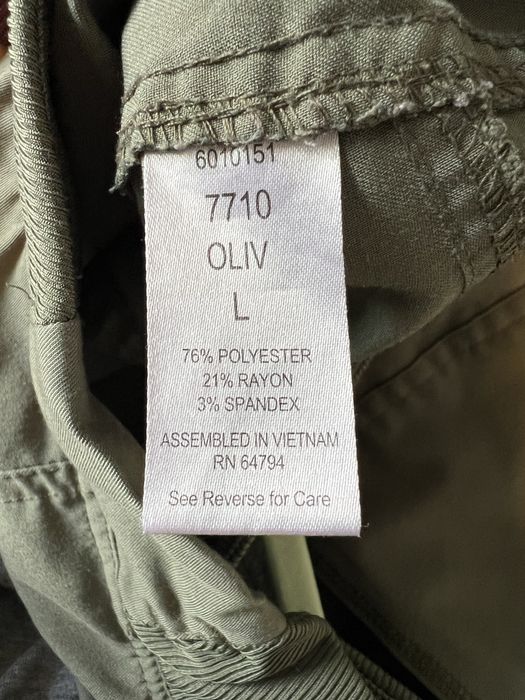 6010151
7710
OLIV
L
76% POLYESTER
21% RAYON
3% SPANDEX
ASSEMBLED IN VIETNAM
RN 64794
See Reverse for Care